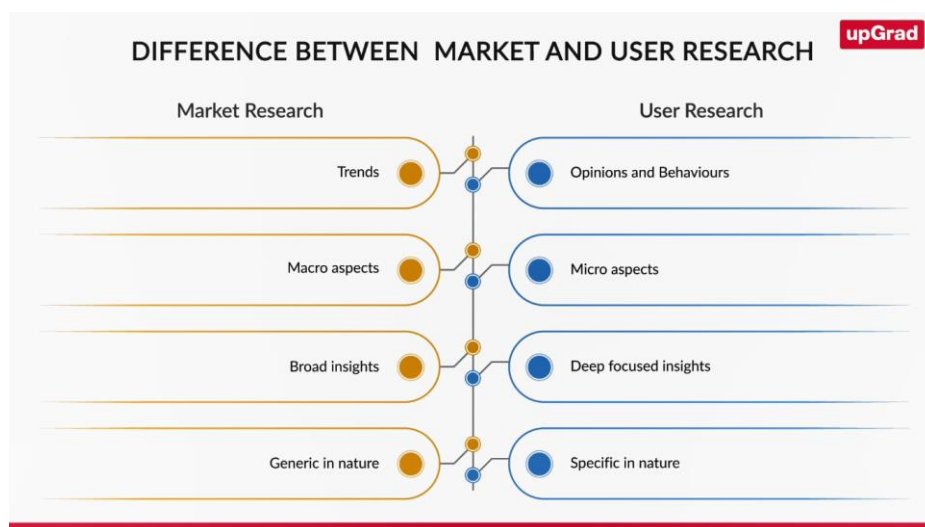 upGrad
DIFFERENCE BETWEEN MARKET AND USER RESEARCH
Market Research
User Research
Trends
Opinions and Behaviours
Macro aspects
Micro aspects
Broad insights
Deep focused insights
Generic in nature
Specific in nature